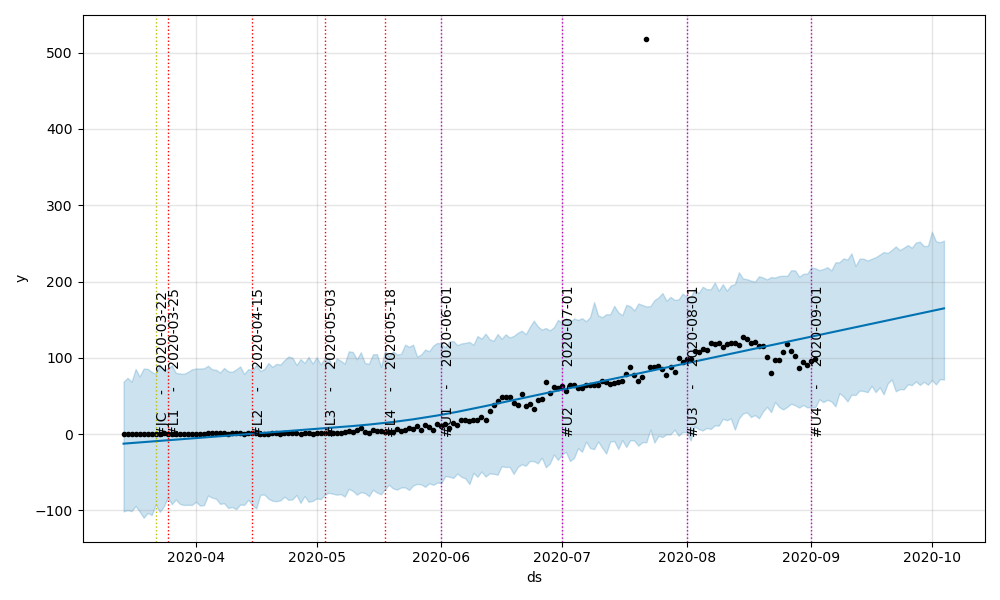 500
400
300
200
100
0
−100
y
#JC - 2020-03-22
#L1 - 2020-03-25
#L2 - 2020-04-15
#L3 - 2020-05-03
#L4 - 2020-05-18
#U1 - 2020-06-01
#U2 - 2020-07-01
#U3 - 2020-08-01
#U4 - 2020-09-01
2020-04 2020-05 2020-06 2020-07 2020-08 2020-09 2020-10
ds